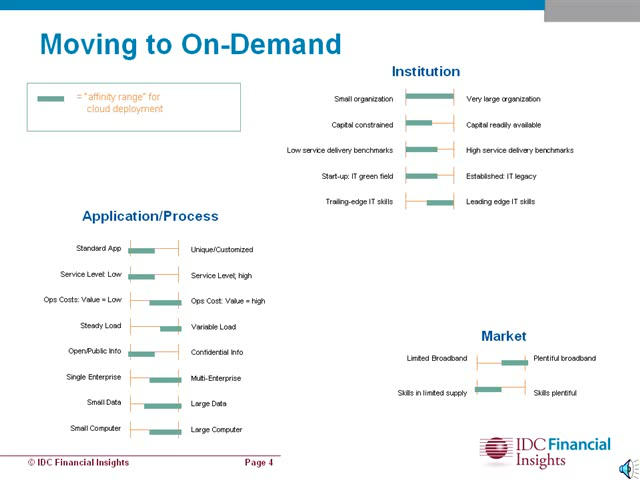 Moving to On-Demand
= "affinity range" for
cloud deployment
Institution
Small organization Very large organization
Capital constrained Capital readily available
Low service delivery benchmarks High service delivery benchmarks
Start-up: IT green field Established: IT legacy
Trailing-edge IT skills Leading edge IT skills
Application/Process
Standard App Unique/Customized
Service Level: Low Service Level; high
Ops Costs: Value = Low Ops Cost: Value = high
Steady Load Variable Load
Open/Public Info Confidential Info
Single Enterprise Multi-Enterprise
Small Data Large Data
Small Computer Large Computer
Market
Limited Broadband Plentiful broadband
Skills in limited supply Skills plentiful
IDC Financial
Insights
© IDC Financial Insights Page 4